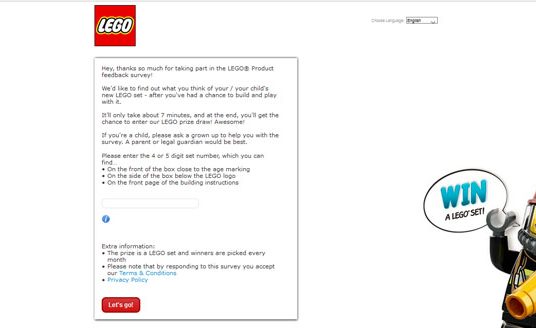 LEGO
Choose Language: English
Hey, thanks so much for taking part in the LEGO® Product
feedback survey!
We'd like to find out what you think of your / your child's
new LEGO set - after you've had a chance to build and play
with it.
It'll only take about 7 minutes, and at the end, you'll get the
chance to enter our LEGO prize draw! Awesome!
If you're a child, please ask a grown up to help you with the
survey. A parent or legal guardian would be best.
Please enter the 4 or 5 digit set number, which you can
find...
• On the front of the box close to the age marking
• On the side of the box below the LEGO logo
• On the front page of the building instructions
i
WIN
A LEGO® SET!
Extra information:
• The prize is a LEGO set and winners are picked every
month
• Please note that by responding to this survey you accept
our Terms & Conditions
• Privacy Policy
Let's go!